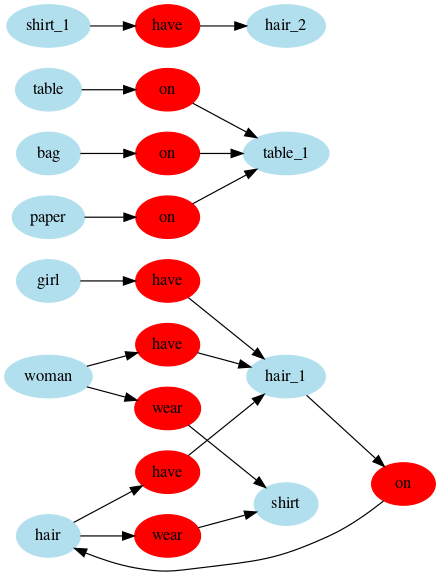 shirt_1 have hair_2
table on
bag on table_1
paper on
girl have
have
woman hair_1
wear
have on
shirt
hair wear